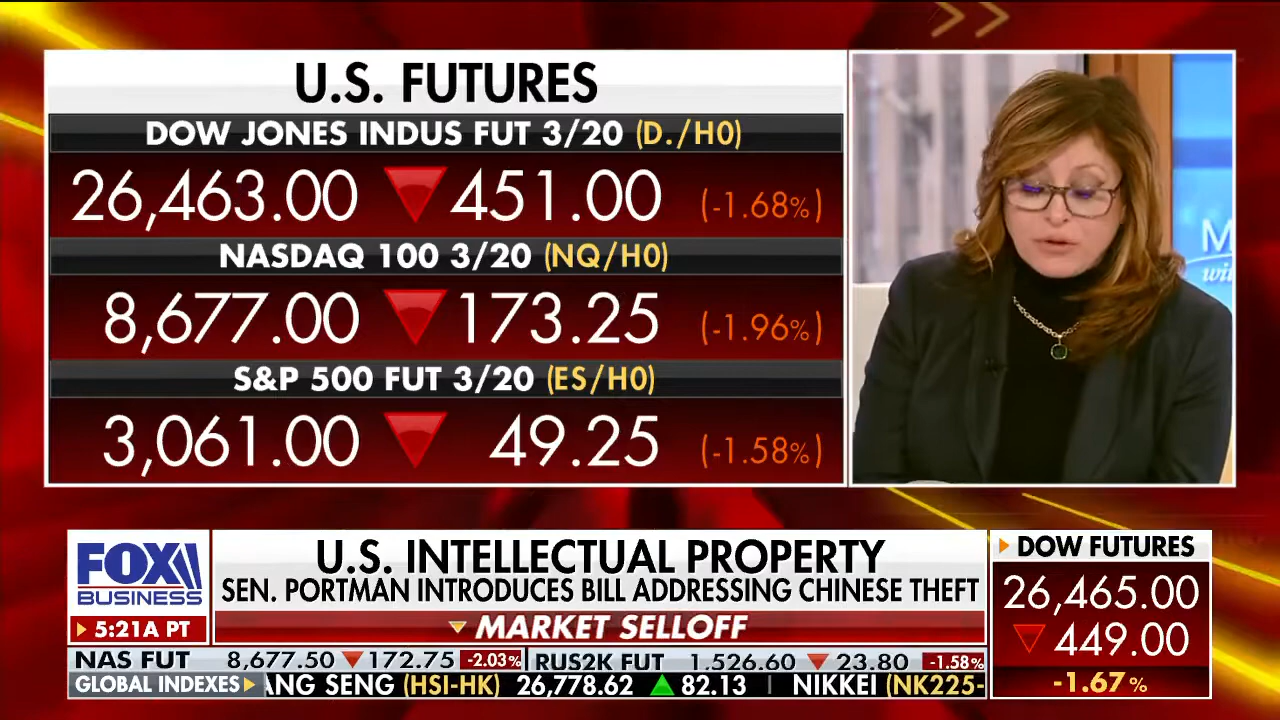 U.S. FUTURES
DOW JONES INDUS FUT 3/20 (D./H0)
26,463.00 ▼ 451.00 (-1.68%)
NASDAQ 100 3/20 (NQ/H0)
8,677.00 ▼ 173.25 (-1.96%)
S&P 500 FUT 3/20 (ES/H0)
3,061.00 ▼ 49.25 (-1.58%)
M
wi
FOX
BUSINESS
5:21A PT
U.S. INTELLECTUAL PROPERTY
SEN. PORTMAN INTRODUCES BILL ADDRESSING CHINESE THEFT
MARKET SELLOFF
DOW FUTURES
26,465.00
▼ 449.00
-1.67%
NAS FUT 8,677.50 ▼ 172.75 -2.03% RUS2K FUT 1,526.60 ▼ 23.80 -1.58%
GLOBAL INDEXES ANG SENG (HSI-HK) 26,778.62 ▲ 82.13 | NIKKEI (NK225-